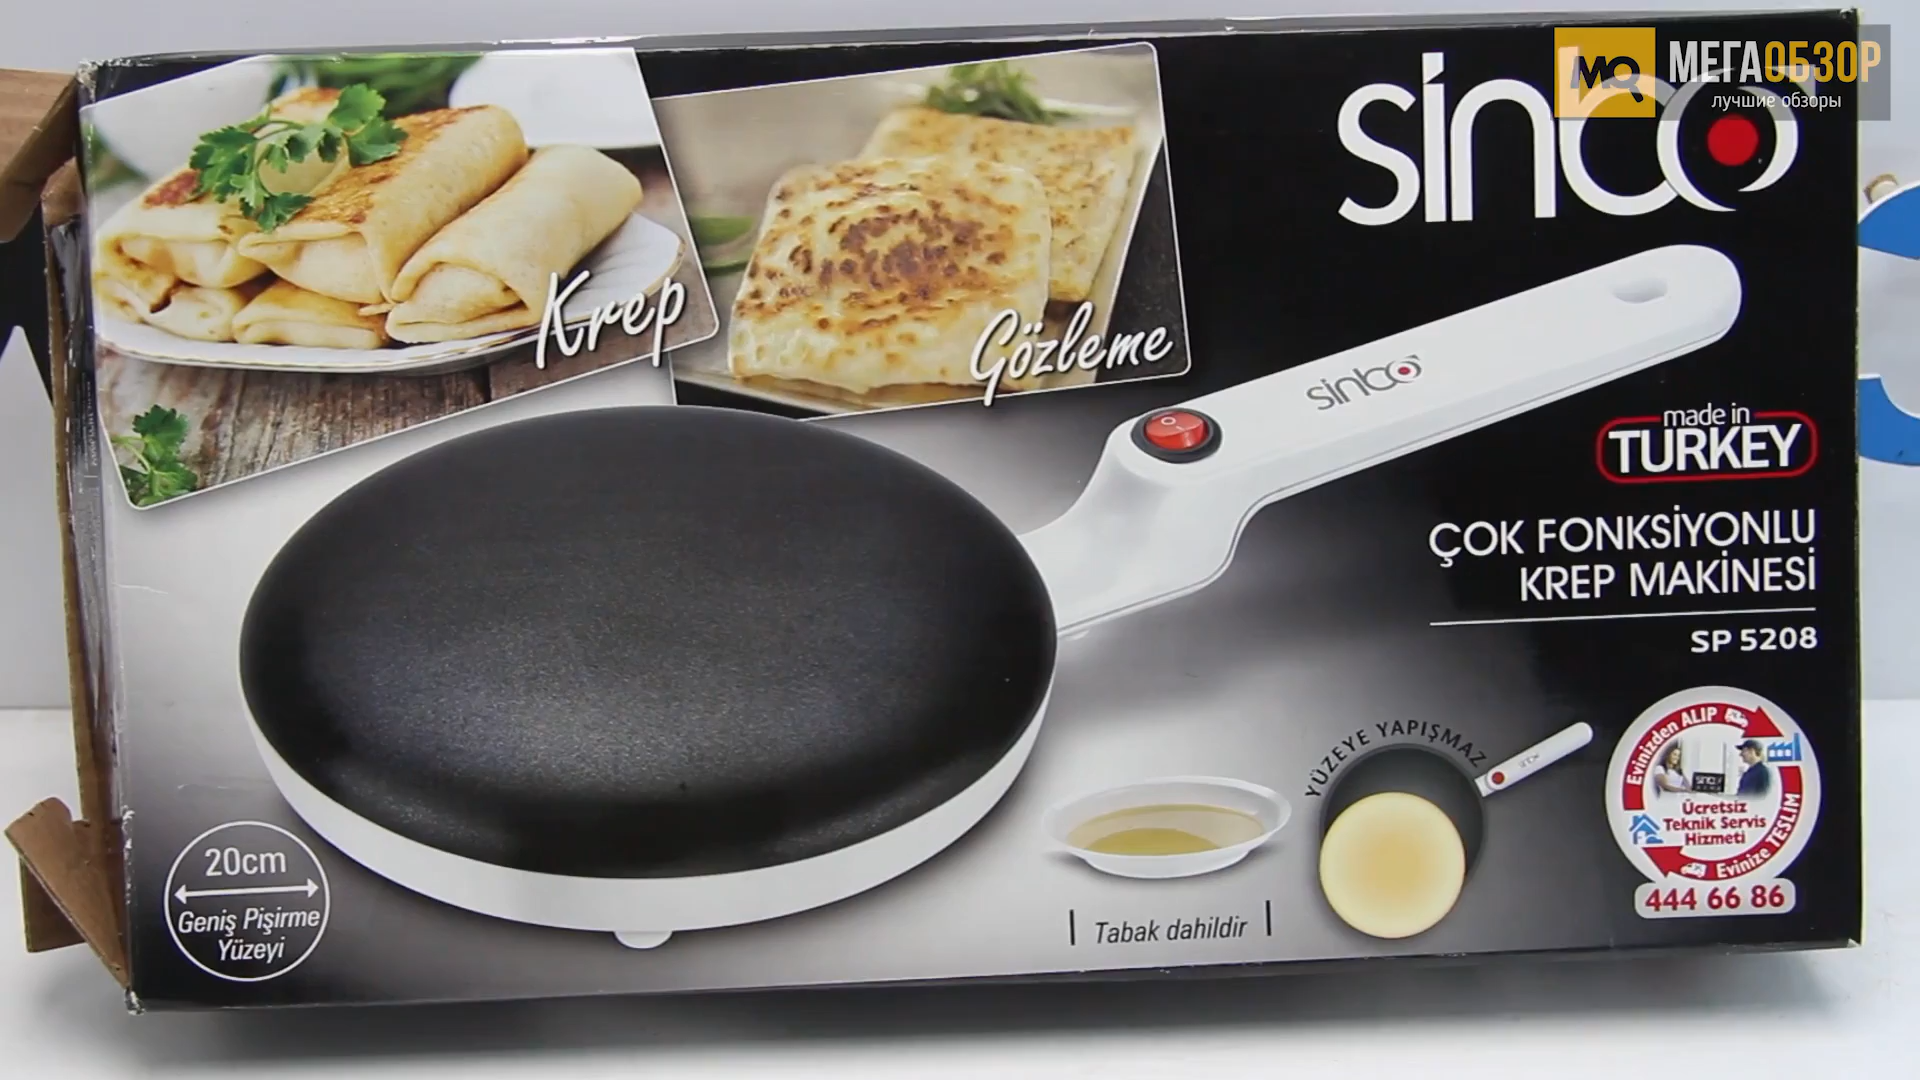 sinbo
МЕГАОБЗОР
лучшие обзоры
Krep
Gözleme
sinbo
made in
TURKEY
ÇOK FONKSİYONLU
KREP MAKİNESİ
SP 5208
20cm
Geniş Pişirme
Yüzeyi
Tabak dahildir
YÜZEYE YAPIŞMAZ
Evinizden ALIP
Ücretsiz
Teknik Servis
Hizmeti
Evinize TESLİM
444 66 86